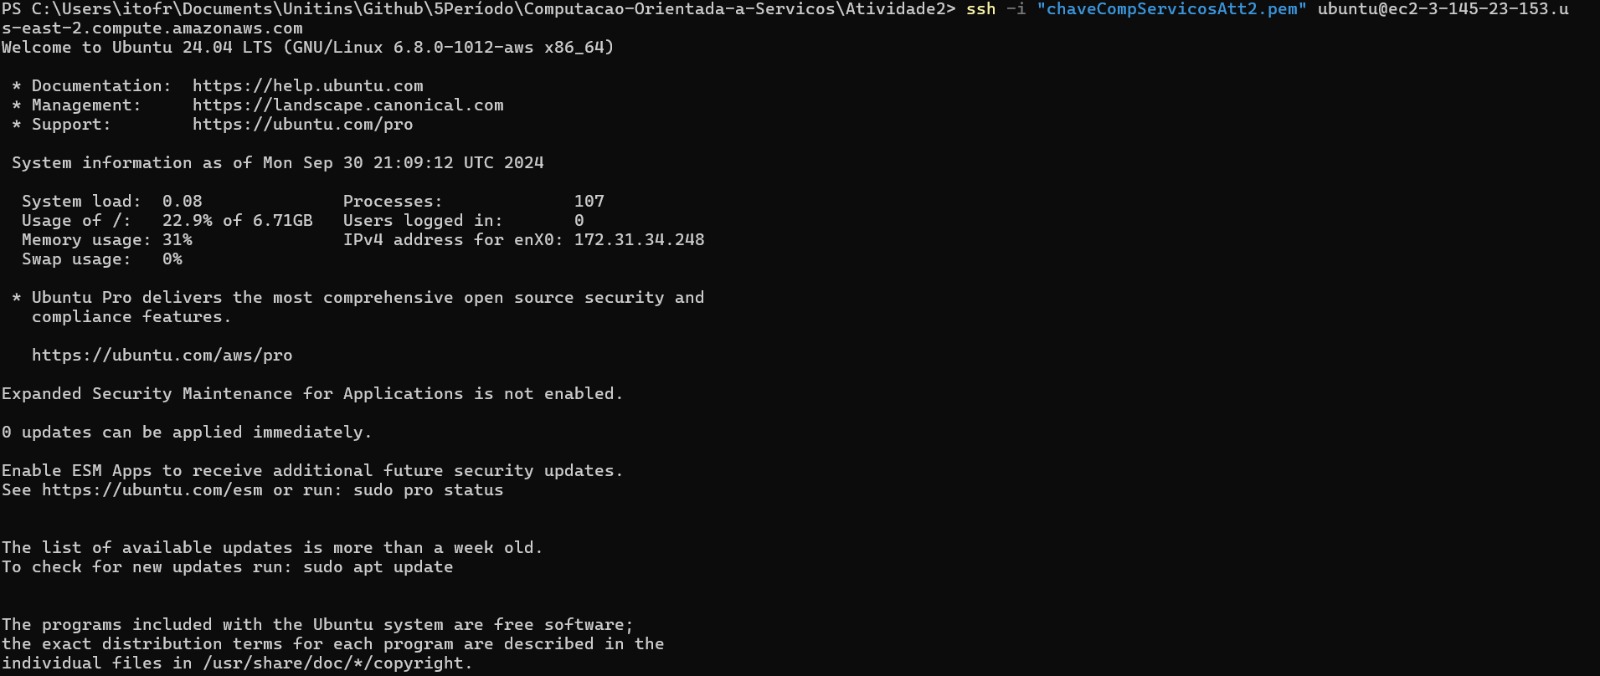 PS C:\Users\itofr\Documents\Unitins\Github\5Período\Computacao-Orientada-a-Servicos\Atividade2> ssh -i "chaveCompServicosAtt2.pem" ubuntu@ec2-3-145-23-153.u
s-east-2.compute.amazonaws.com
Welcome to Ubuntu 24.04 LTS (GNU/Linux 6.8.0-1012-aws x86_64)

 * Documentation:  https://help.ubuntu.com
 * Management:     https://landscape.canonical.com
 * Support:        https://ubuntu.com/pro

 System information as of Mon Sep 30 21:09:12 UTC 2024

  System load:  0.08              Processes:             107
  Usage of /:   22.9% of 6.71GB   Users logged in:       0
  Memory usage: 31%               IPv4 address for enX0: 172.31.34.248
  Swap usage:   0%

 * Ubuntu Pro delivers the most comprehensive open source security and
   compliance features.

   https://ubuntu.com/aws/pro

Expanded Security Maintenance for Applications is not enabled.

0 updates can be applied immediately.

Enable ESM Apps to receive additional future security updates.
See https://ubuntu.com/esm or run: sudo pro status


The list of available updates is more than a week old.
To check for new updates run: sudo apt update


The programs included with the Ubuntu system are free software;
the exact distribution terms for each program are described in the
individual files in /usr/share/doc/*/copyright.